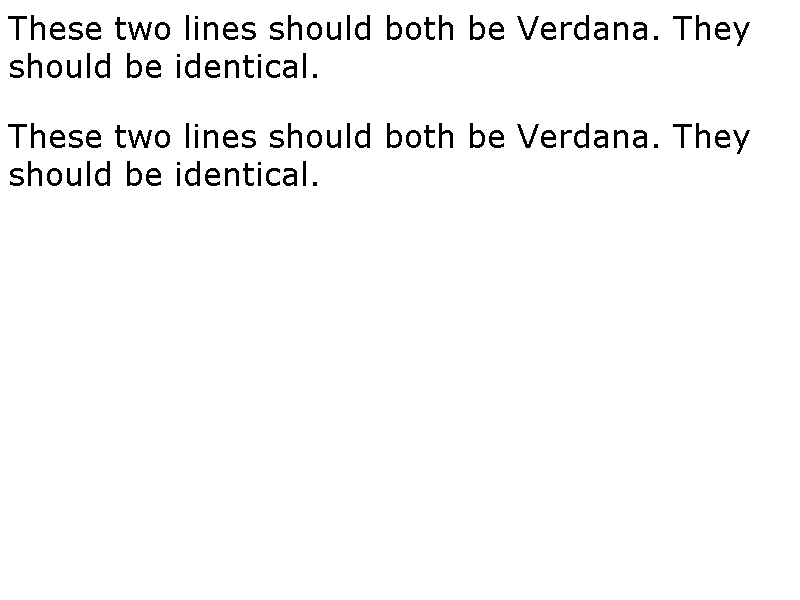 These two lines should both be Verdana. They
should be identical.
These two lines should both be Verdana. They
should be identical.